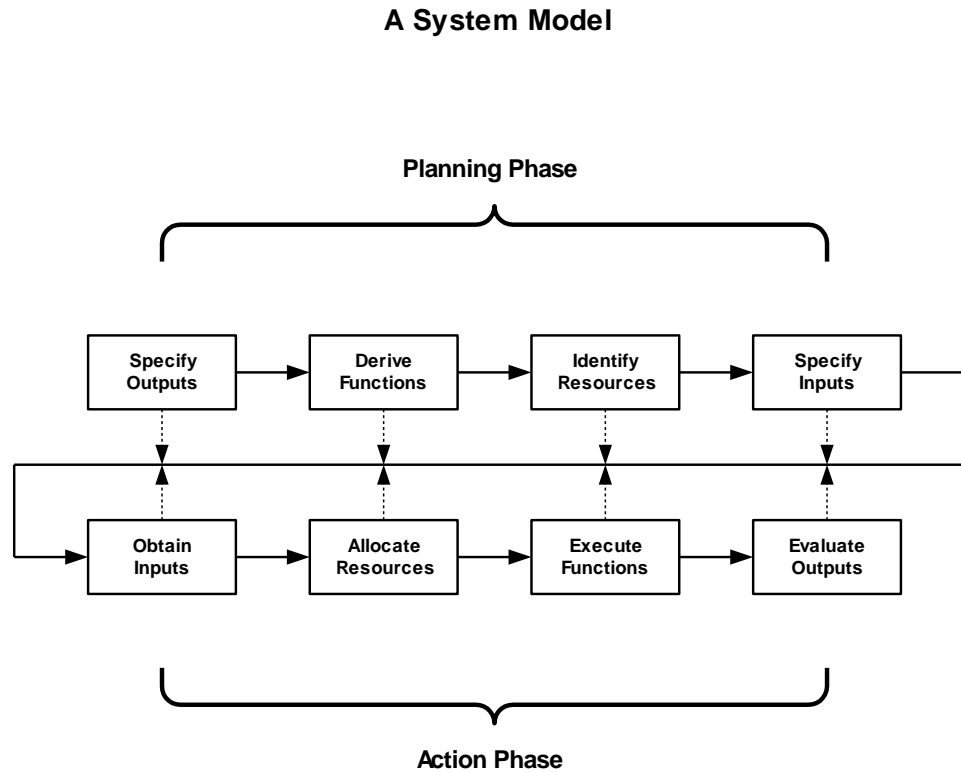 A System Model
Planning Phase
Specify
Outputs
Derive
Functions
Identify
Resources
Specify
Inputs
Obtain
Inputs
Allocate
Resources
Execute
Functions
Evaluate
Outputs
Action Phase